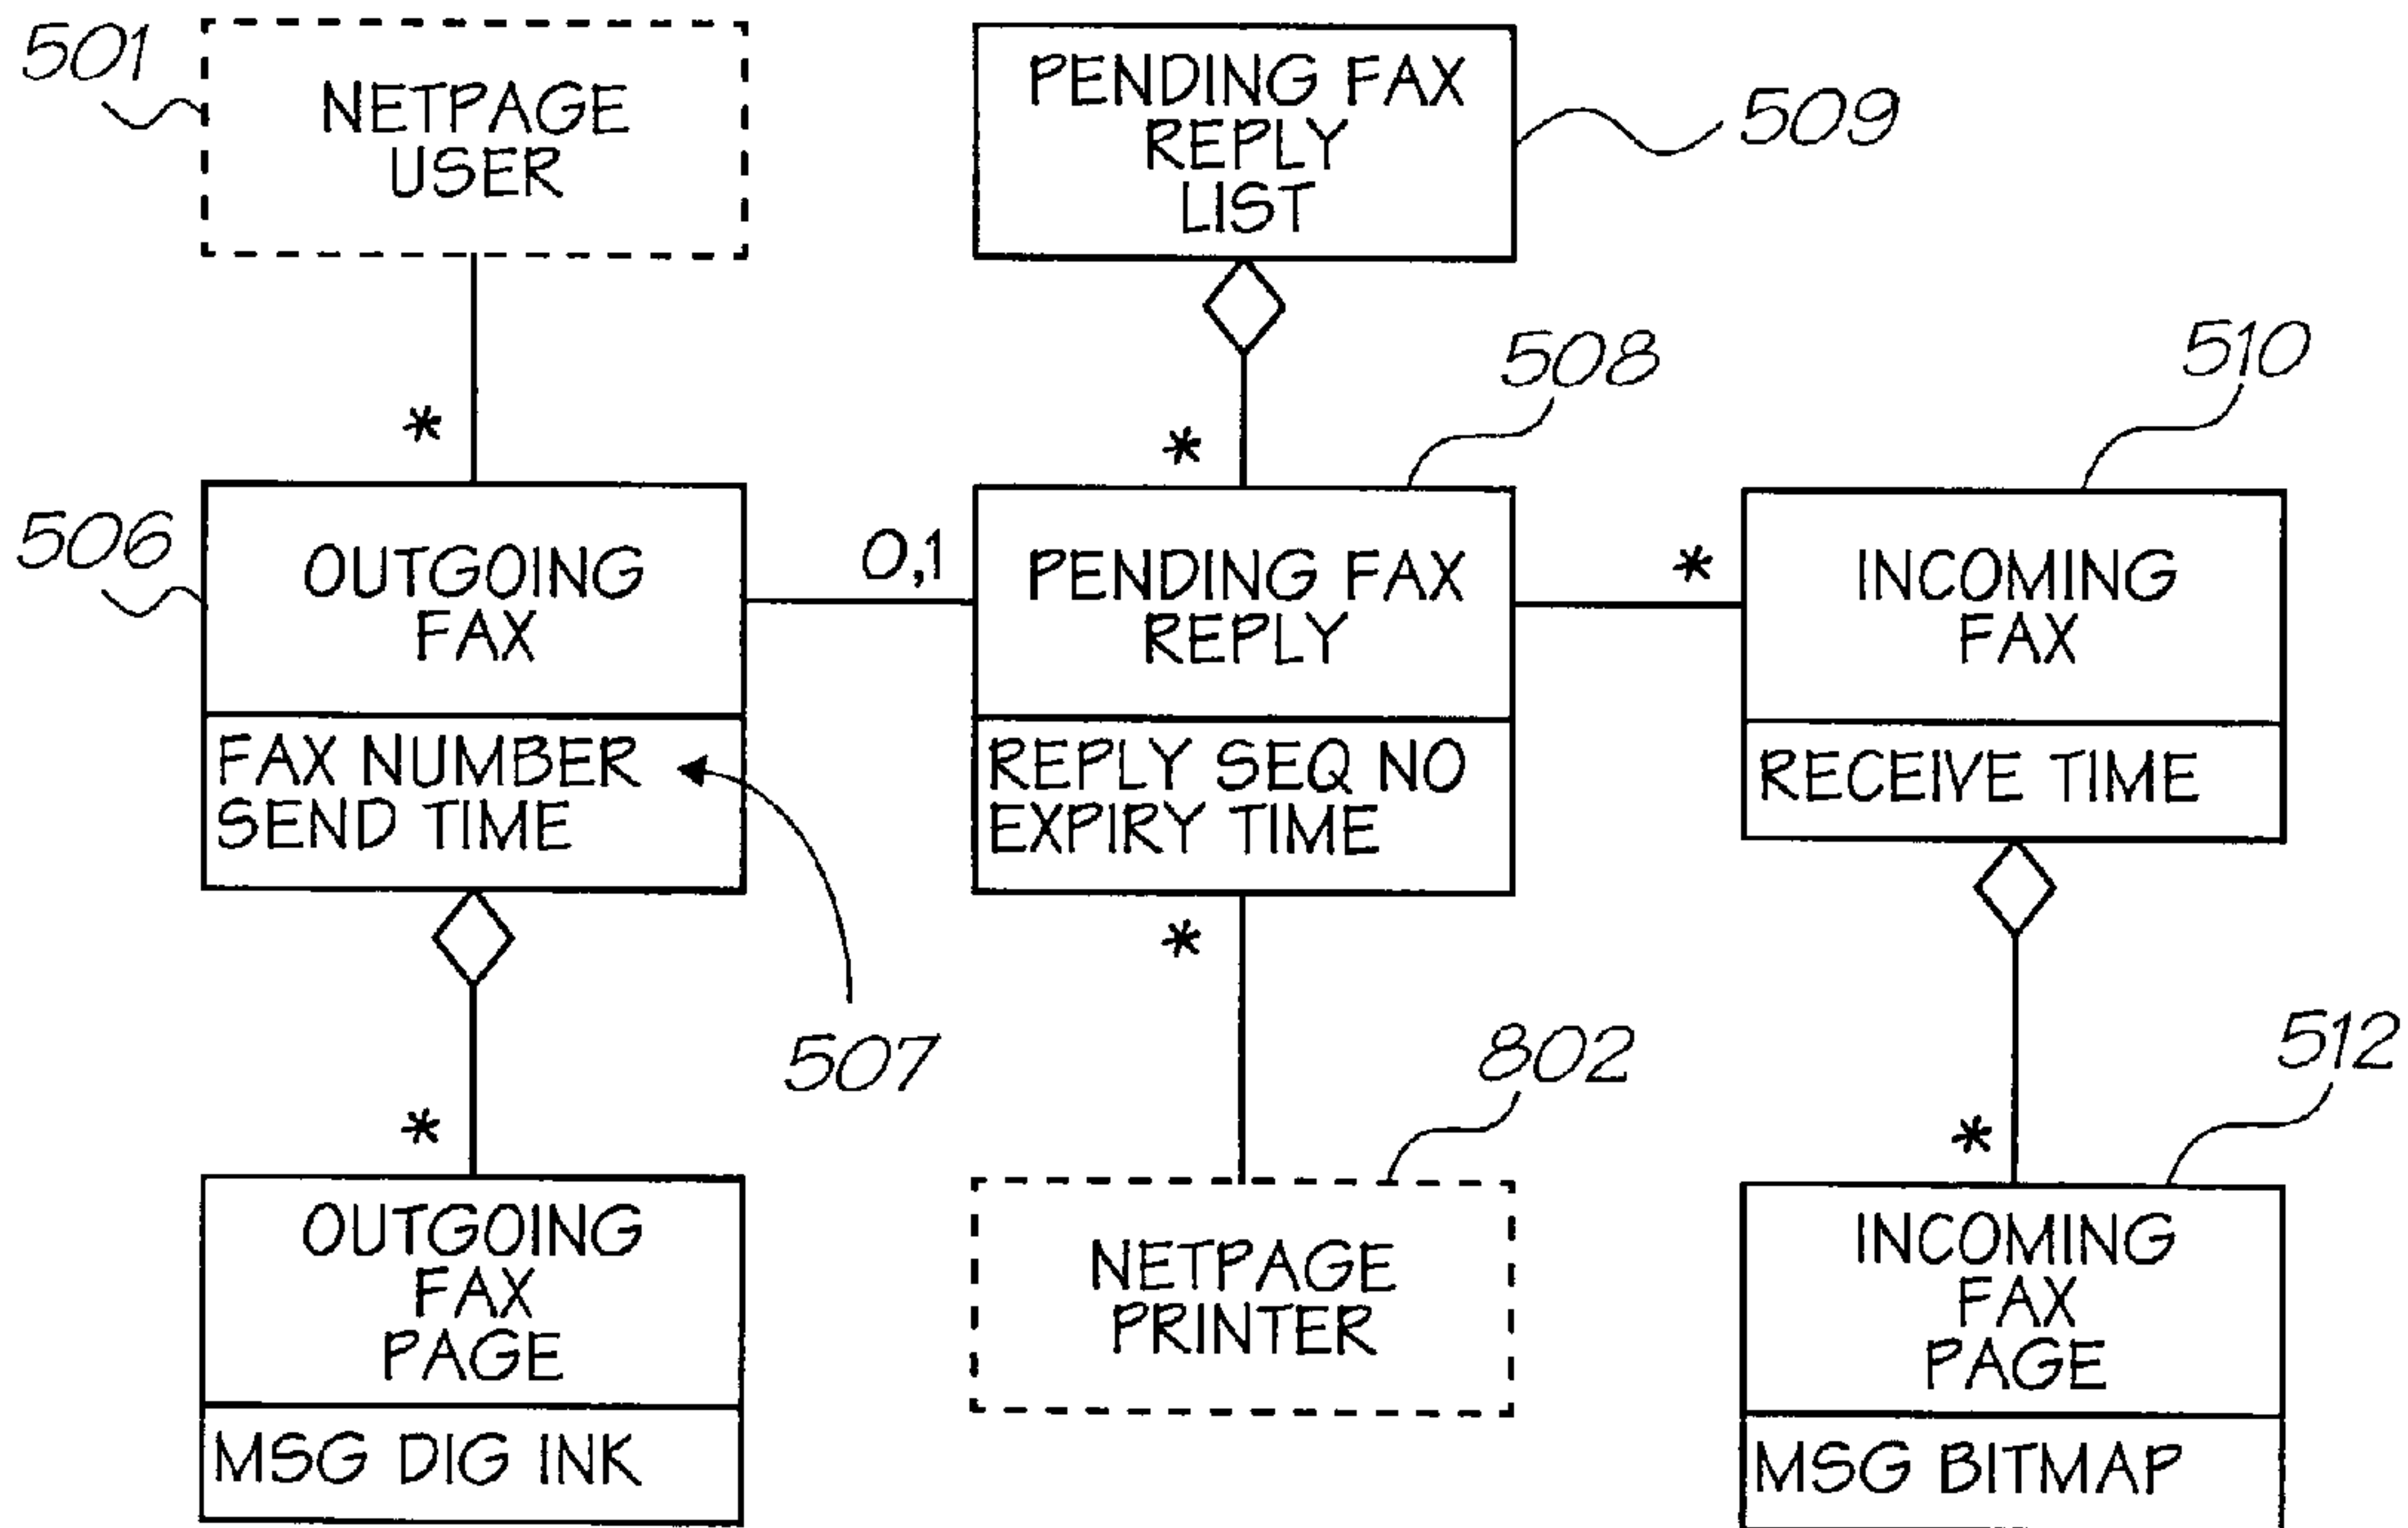 501
NETPAGE
USER
PENDING FAX
REPLY
LIST
509
508
510
*
*
506
OUTGOING
FAX
0,1
PENDING FAX
REPLY
*
INCOMING
FAX
FAX NUMBER
SEND TIME
REPLY SEQ NO
EXPIRY TIME
RECEIVE TIME
*
507
802
512
*
*
OUTGOING
FAX
PAGE
NETPAGE
PRINTER
INCOMING
FAX
PAGE
MSG DIG INK
MSG BITMAP